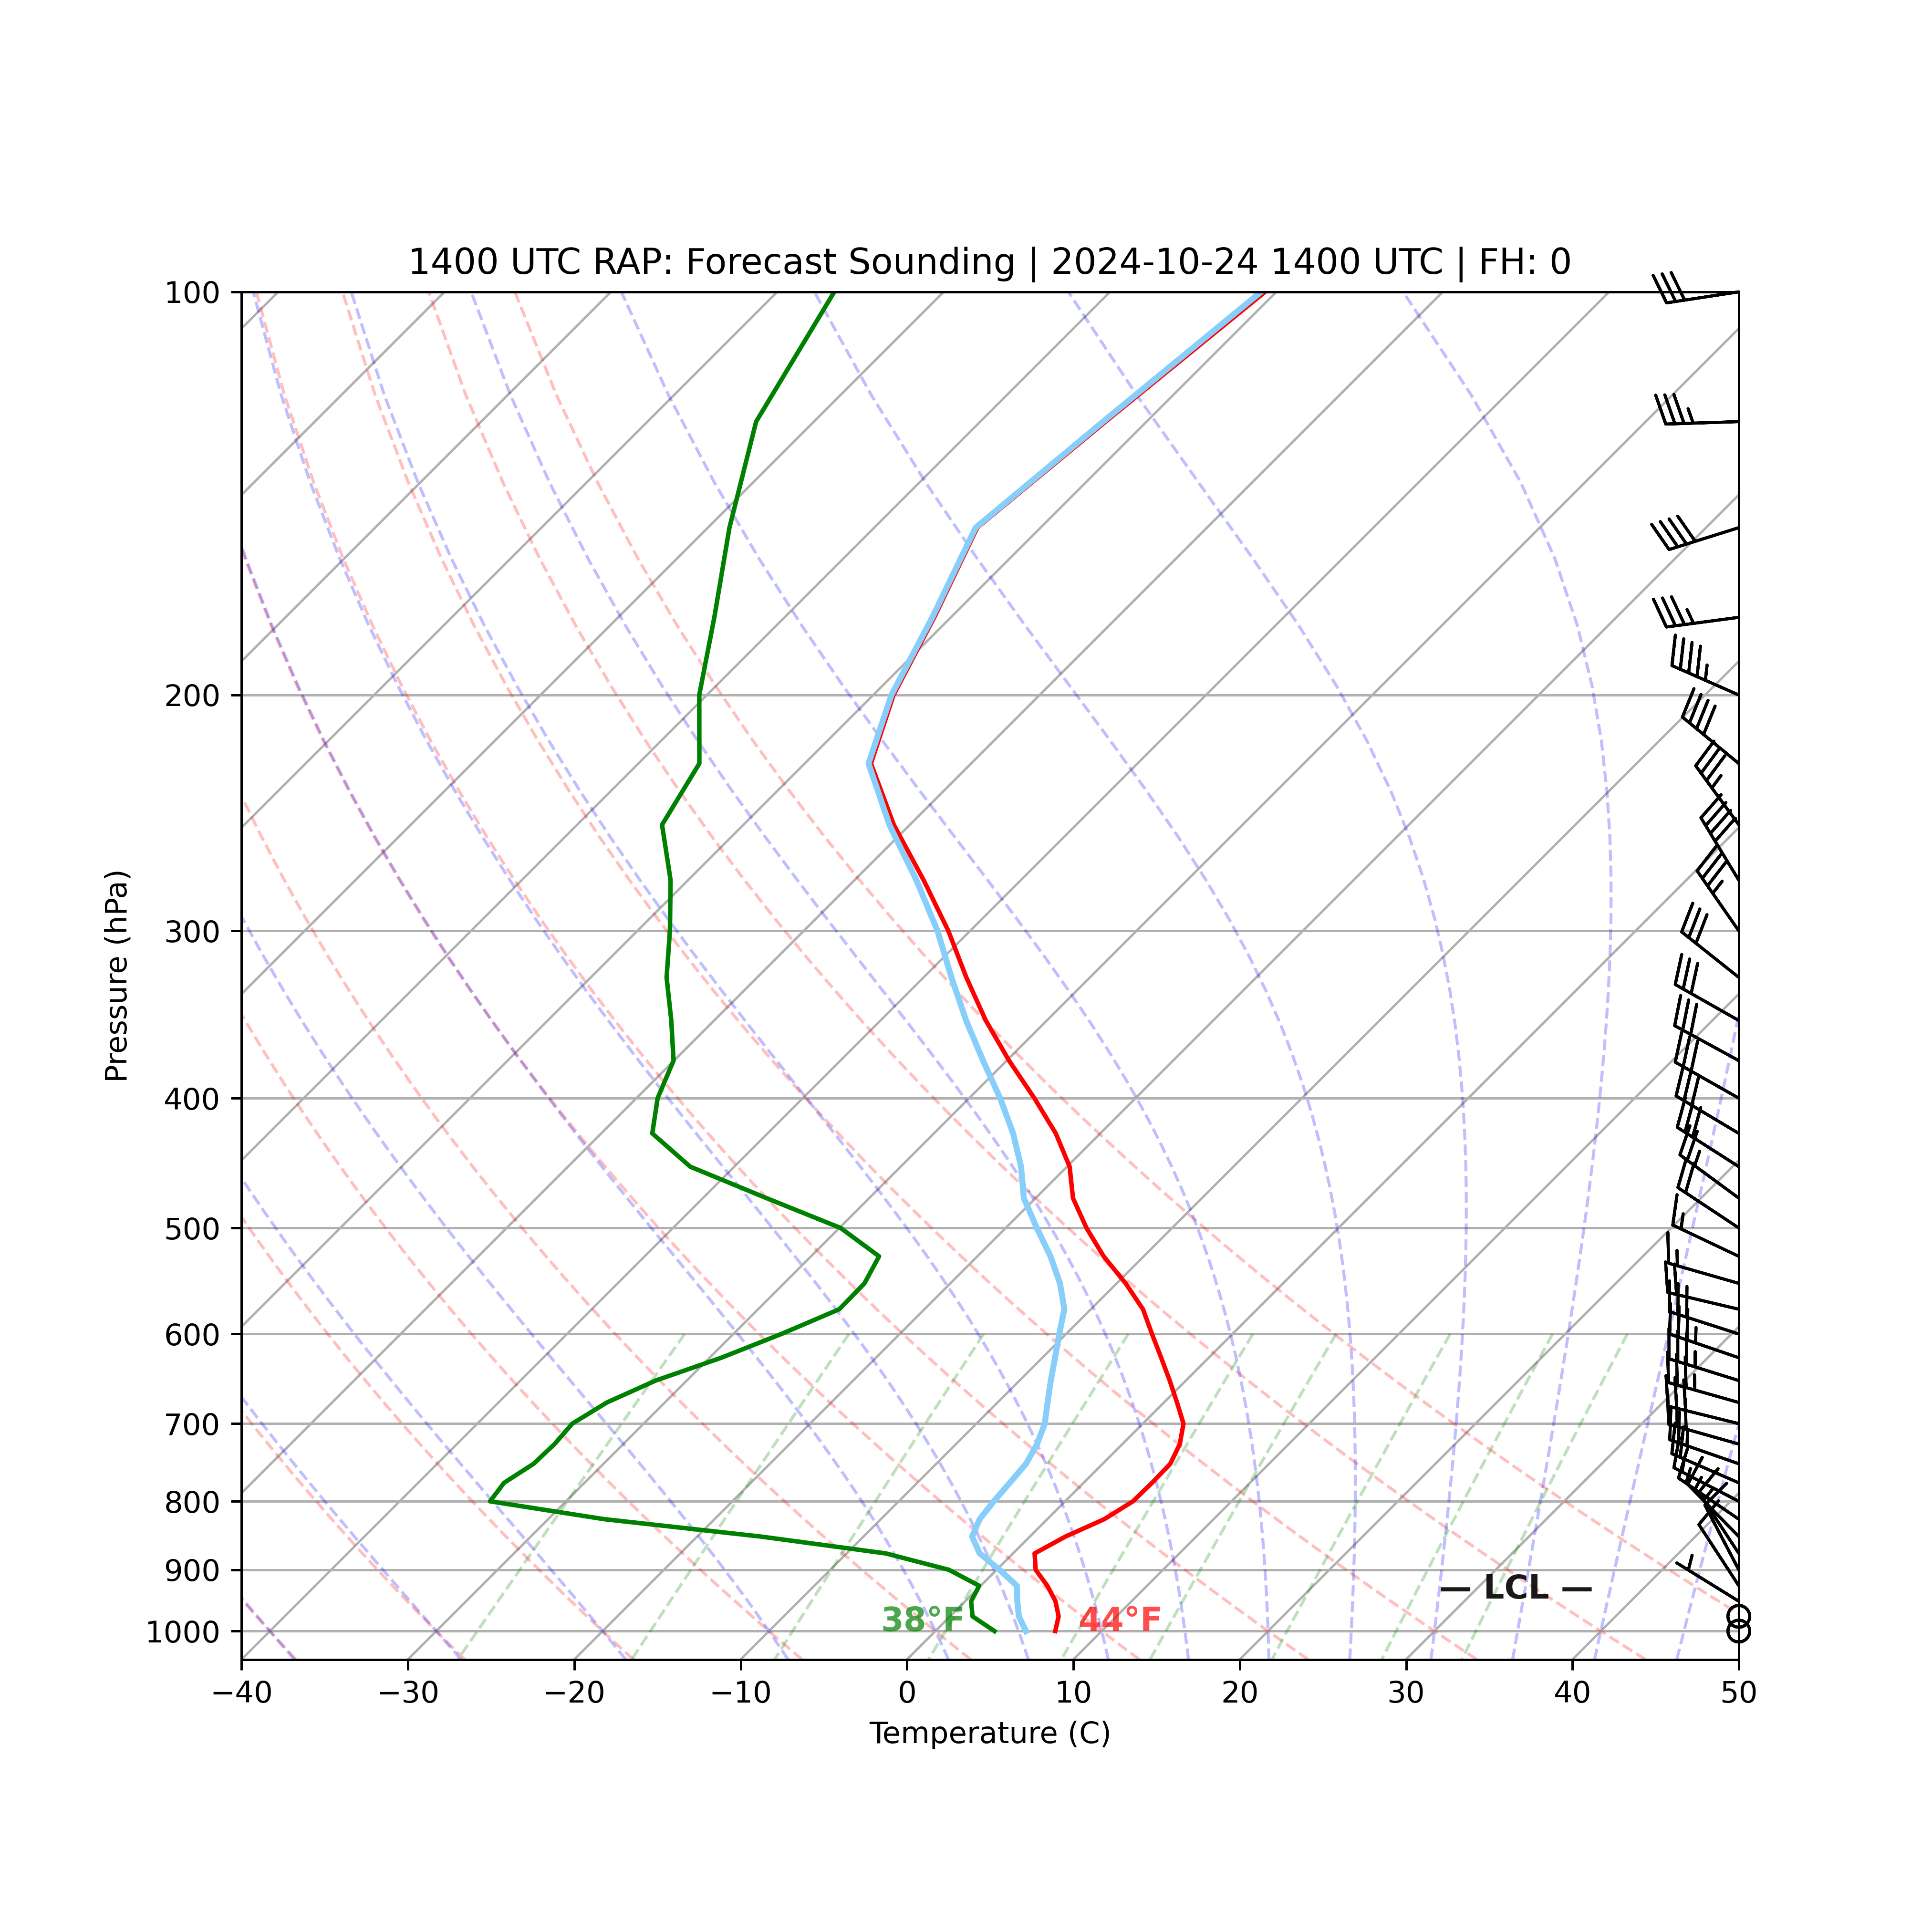 1400 UTC RAP: Forecast Sounding | 2024-10-24 1400 UTC | FH: 0
100
200
300
400
500
600
700
800
900
1000
Pressure (hPa)
— LCL —
38°F
44°F
−40 −30 −20 −10 0 10 20 30 40 50
Temperature (C)